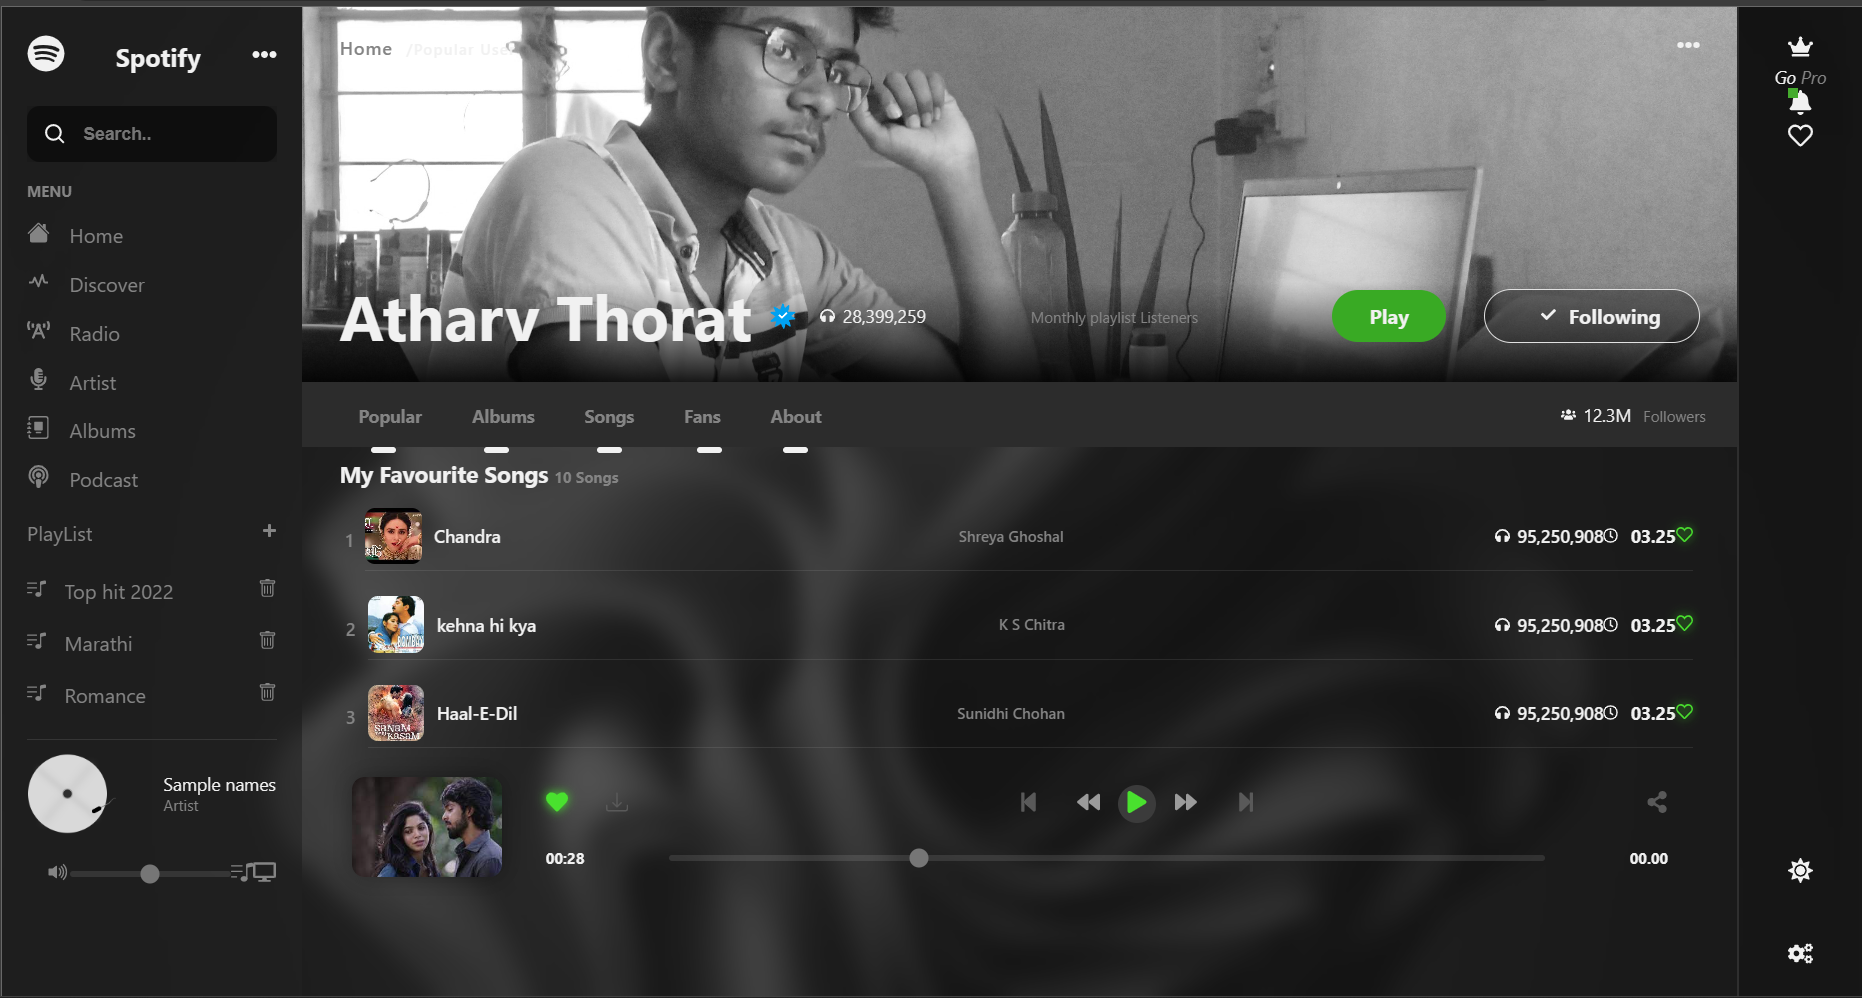 Spotify
Search..
MENU
Home
Discover
Radio
Artist
Albums
Podcast
PlayList
Top hit 2022
Marathi
Romance
Sample names
Artist
Home /Popular User
Atharv Thorat 28,399,259 Monthly playlist Listeners Play Following
Popular Albums Songs Fans About 12.3M Followers
My Favourite Songs 10 Songs
1 Chandra Shreya Ghoshal 95,250,908 03.25
2 kehna hi kya K S Chitra 95,250,908 03.25
BOMBAY
3 Haal-E-Dil Sunidhi Chohan 95,250,908 03.25
SANAM
KASAM
00:28 00.00
Go Pro